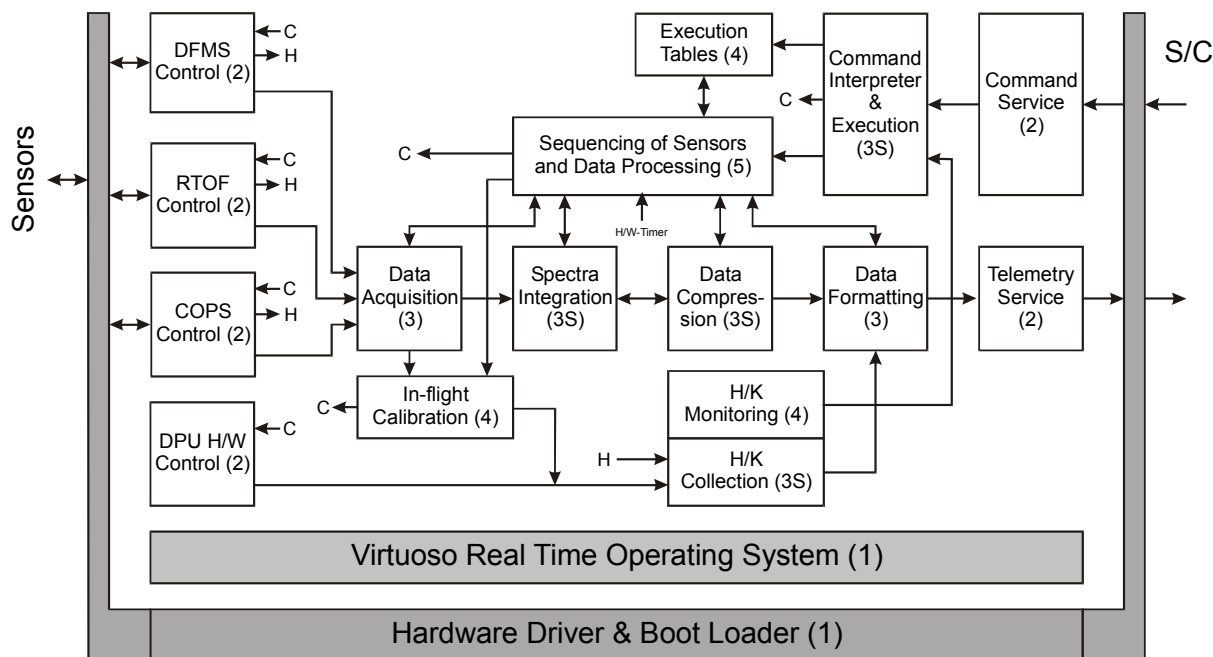 Sensors
S/C
DFMS
Control (2)
C
H
RTOF
Control (2)
C
H
COPS
Control (2)
C
H
DPU H/W
Control (2)
C
Execution
Tables (4)
Command
Interpreter
&
Execution
(3S)
C
Command
Service
(2)
Sequencing of Sensors
and Data Processing (5)
C
H/W-Timer
Data
Acquisition
(3)
Spectra
Integration
(3S)
Data
Compres-
sion (3S)
Data
Formatting
(3)
Telemetry
Service
(2)
In-flight
Calibration (4)
C
H/K
Monitoring (4)
H
H/K
Collection (3S)
Virtuoso Real Time Operating System (1)
Hardware Driver & Boot Loader (1)